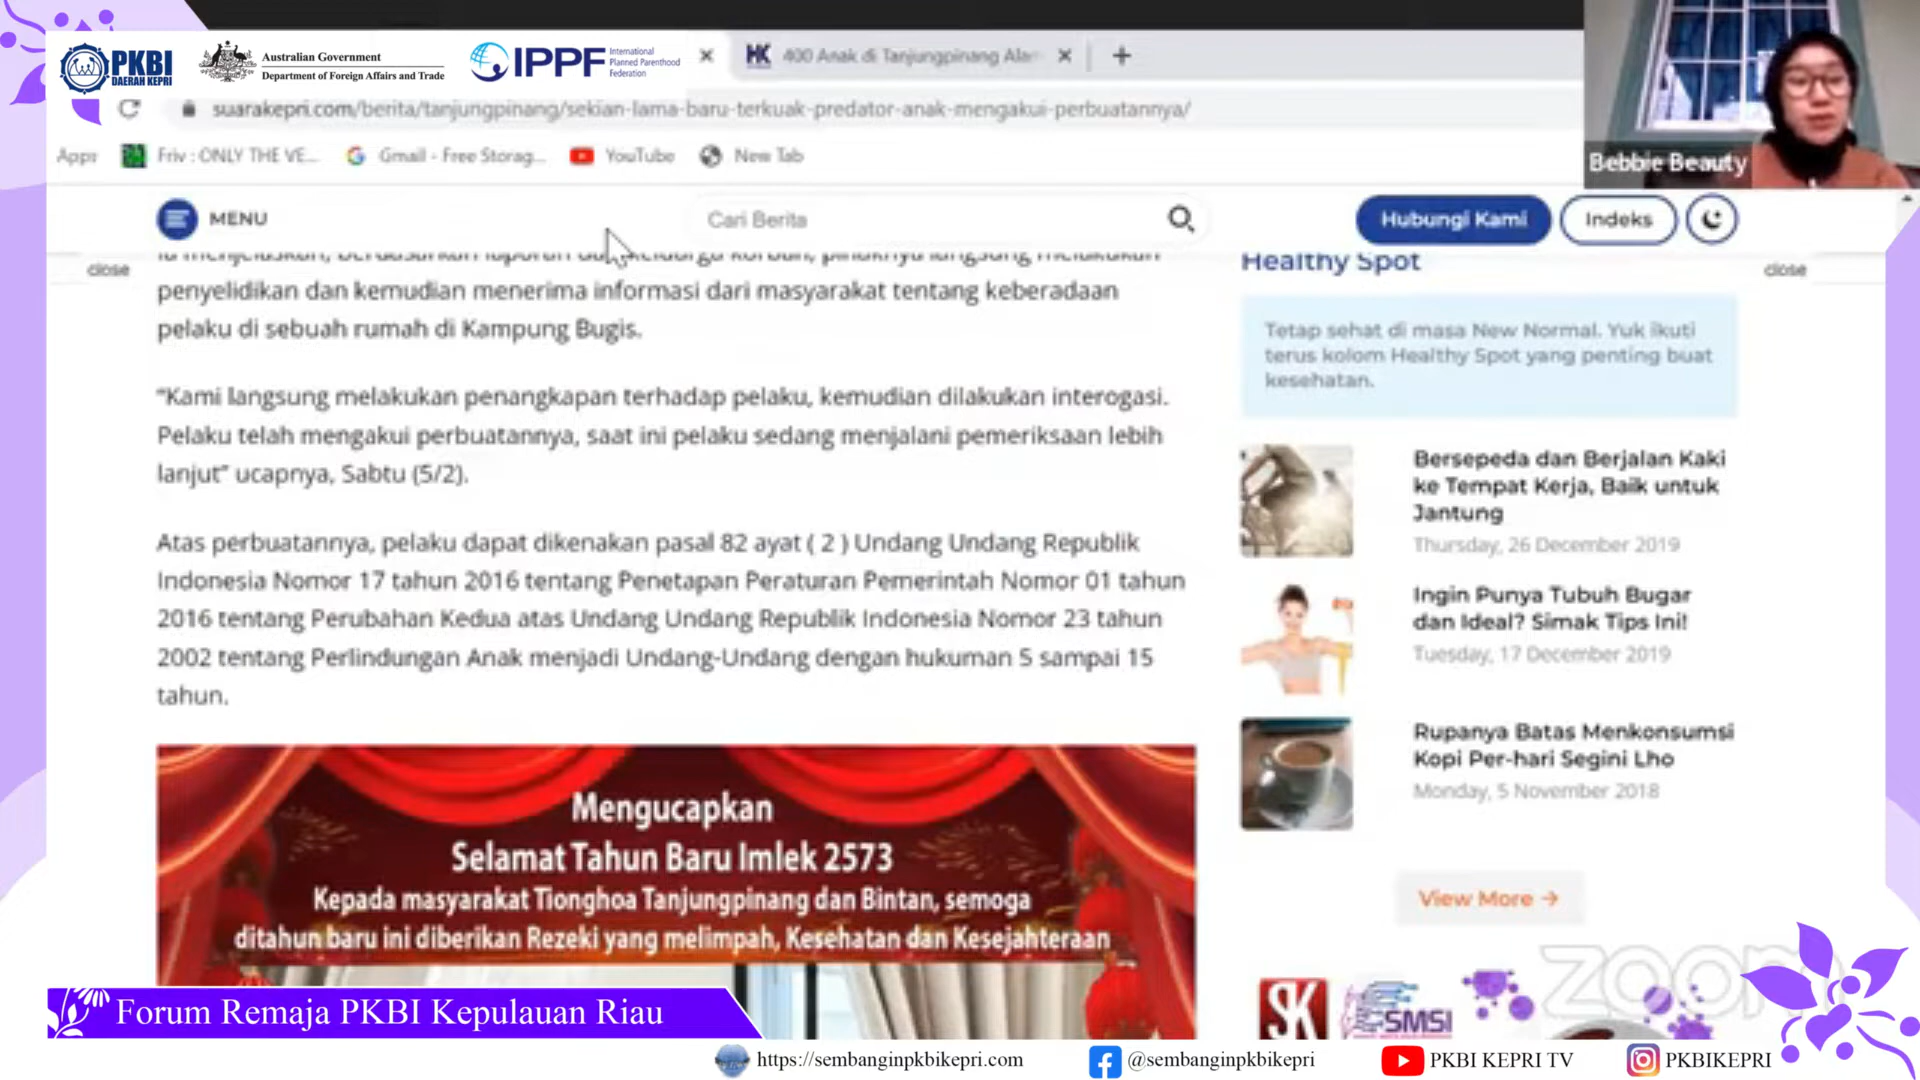 PKBI
DAERAH KEPRI
Australian Government
Department of Foreign Affairs and Trade
IPPF
International
Planned Parenthood
Federation
HK 400 Anak di Tanjungpinang Ala
suarakepri.com/berita/tanjungpinang/sekian-lama-baru-terkuak-predator-anak-mengakui-perbuatannya/
Apps
Friv : ONLY THE VE...
Gmail - Free Storag...
YouTube
New Tab
Bebbie Beauty
MENU
Cari Berita
Hubungi Kami
Indeks
close
Ia menjelaskan, berdasarkan laporan dari keluarga korban, pihaknya langsung melakukan
penyelidikan dan kemudian menerima informasi dari masyarakat tentang keberadaan
pelaku di sebuah rumah di Kampung Bugis.
“Kami langsung melakukan penangkapan terhadap pelaku, kemudian dilakukan interogasi.
Pelaku telah mengakui perbuatannya, saat ini pelaku sedang menjalani pemeriksaan lebih
lanjut” ucapnya, Sabtu (5/2).
Atas perbuatannya, pelaku dapat dikenakan pasal 82 ayat ( 2 ) Undang Undang Republik
Indonesia Nomor 17 tahun 2016 tentang Penetapan Peraturan Pemerintah Nomor 01 tahun
2016 tentang Perubahan Kedua atas Undang Undang Republik Indonesia Nomor 23 tahun
2002 tentang Perlindungan Anak menjadi Undang-Undang dengan hukuman 5 sampai 15
tahun.
Mengucapkan
Selamat Tahun Baru Imlek 2573
Kepada masyarakat Tionghoa Tanjungpinang dan Bintan, semoga
ditahun baru ini diberikan Rezeki yang melimpah, Kesehatan dan Kesejahteraan
Healthy Spot
close
Tetap sehat di masa New Normal. Yuk ikuti
terus kolom Healthy Spot yang penting buat
kesehatan.
Bersepeda dan Berjalan Kaki
ke Tempat Kerja, Baik untuk
Jantung
Thursday, 26 December 2019
Ingin Punya Tubuh Bugar
dan Ideal? Simak Tips Ini!
Tuesday, 17 December 2019
Rupanya Batas Menkonsumsi
Kopi Per-hari Segini Lho
Monday, 5 November 2018
View More →
zoom
SK
SMSI
Forum Remaja PKBI Kepulauan Riau
https://sembanginpkbikepri.com
@sembanginpkbikepri
PKBI KEPRI TV
PKBIKEPRI